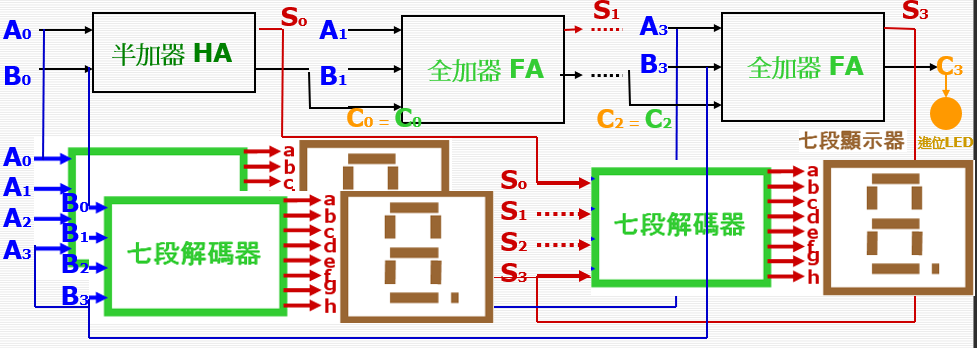 A0
B0
半加器 HA
S0
A1
B1
全加器 FA
S1
C0 = C0
A3
B3
全加器 FA
S3
C3
C2 = C2
七段顯示器
進位LED
A0
A1
A2
A3
a
b
c
B0
B1
B2
B3
七段解碼器
a
b
c
d
e
f
g
h
S0
S1
S2
S3
七段解碼器
a
b
c
d
e
f
g
h